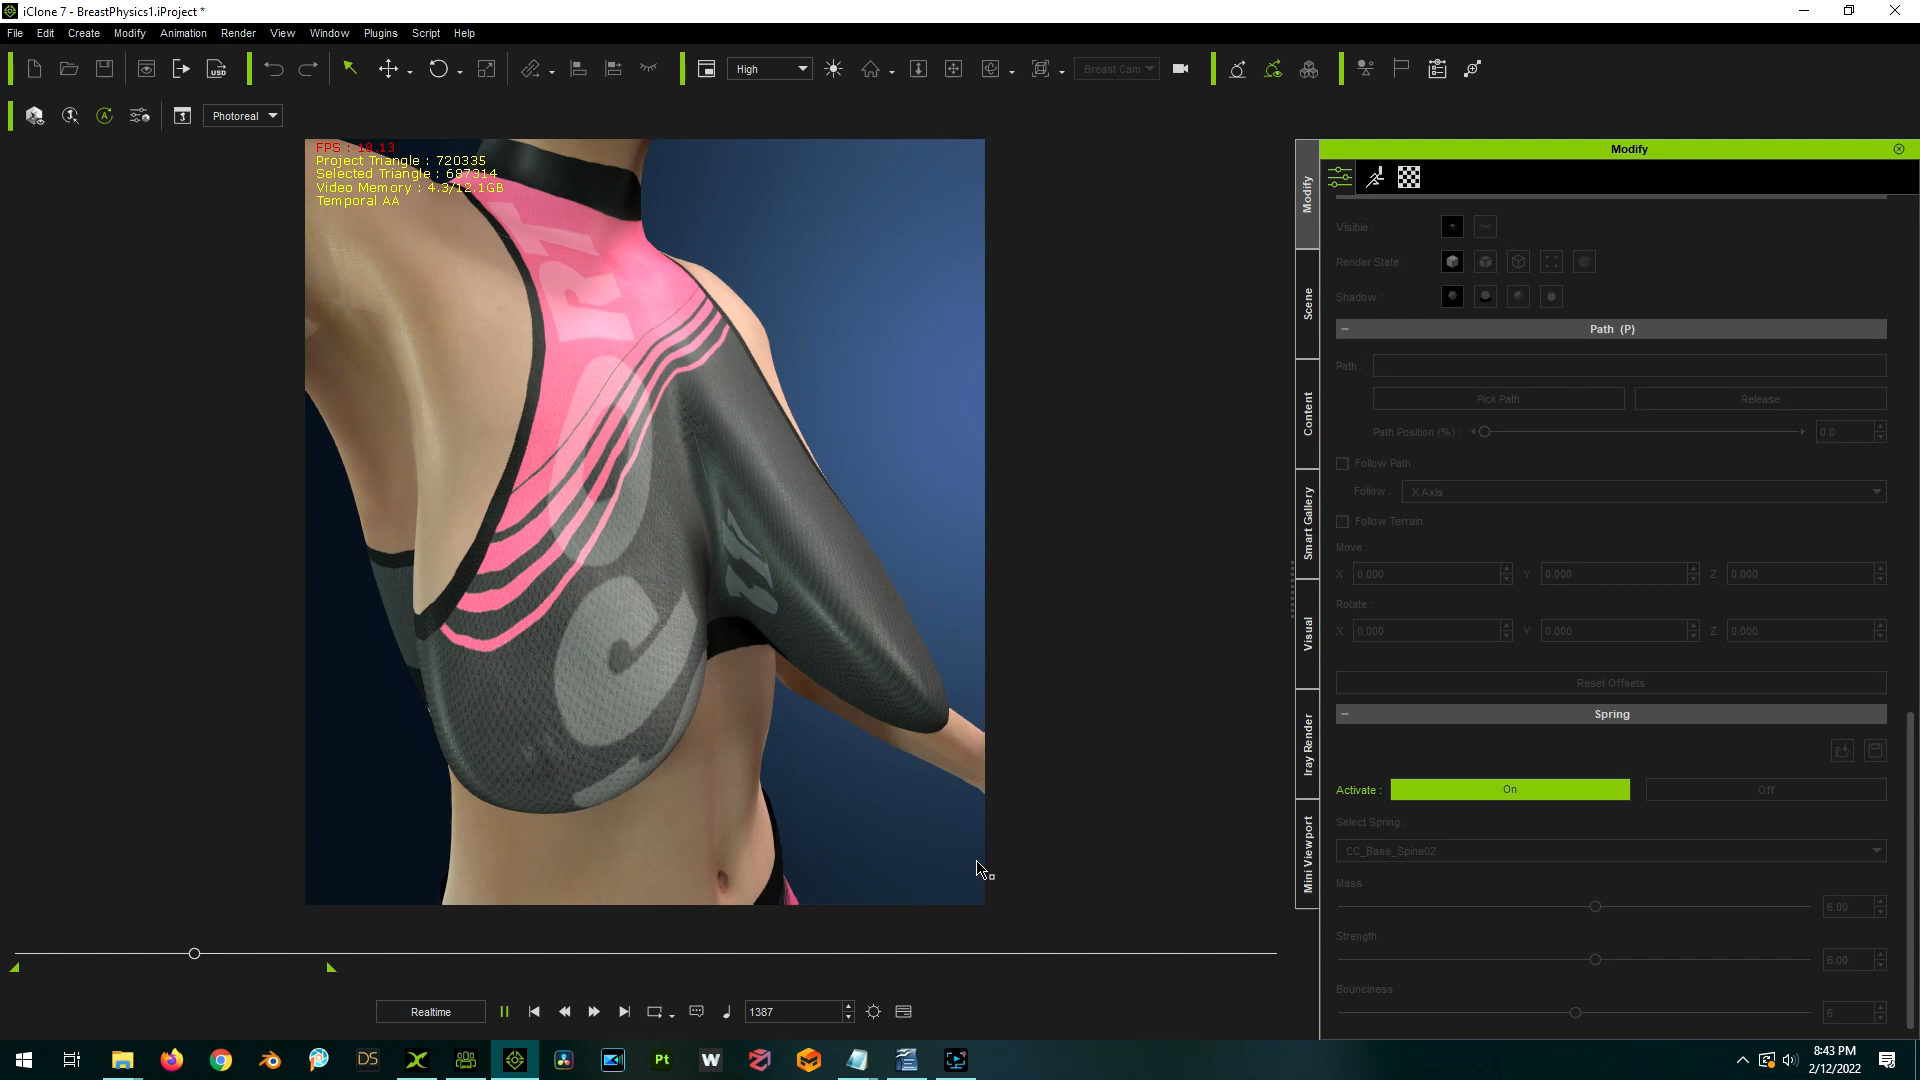 iClone 7 - BreastPhysics1.iProject *
File Edit Create Modify Animation Render View Window Plugins Script Help
High
Breast Cam
Photoreal
FPS : 18.13
Project Triangle : 720335
Selected Triangle : 687314
Video Memory : 4.3/12.1GB
Temporal AA
Modify
Scene
Content
Smart Gallery
Visual
Iray Render
Mini Viewport
Modify
Visible :
Render State :
Shadow :
Path (P)
Path :
Pick Path Release
Path Position (%) : 0.0
Follow Path
Follow : X Axis
Follow Terrain
Move :
X 0.000 Y 0.000 Z 0.000
Rotate :
X 0.000 Y 0.000 Z 0.000
Reset Offsets
Spring
Activate : On Off
Select Spring :
CC_Base_Spine02
Mass
6.00
Strength
6.00
Bounciness
6
Realtime
1387
USD
DS
Pt
W
8:43 PM
2/12/2022